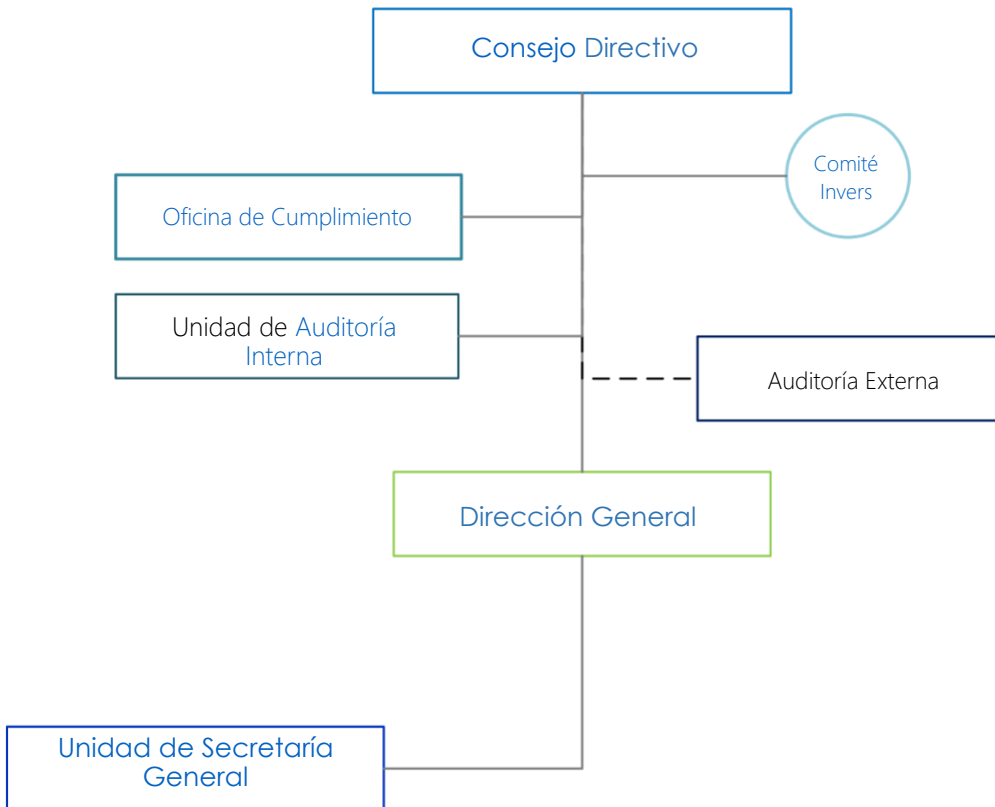 Consejo Directivo
Comité
Invers
Oficina de Cumplimiento
Unidad de Auditoría
Interna
Auditoría Externa
Dirección General
Unidad de Secretaría
General